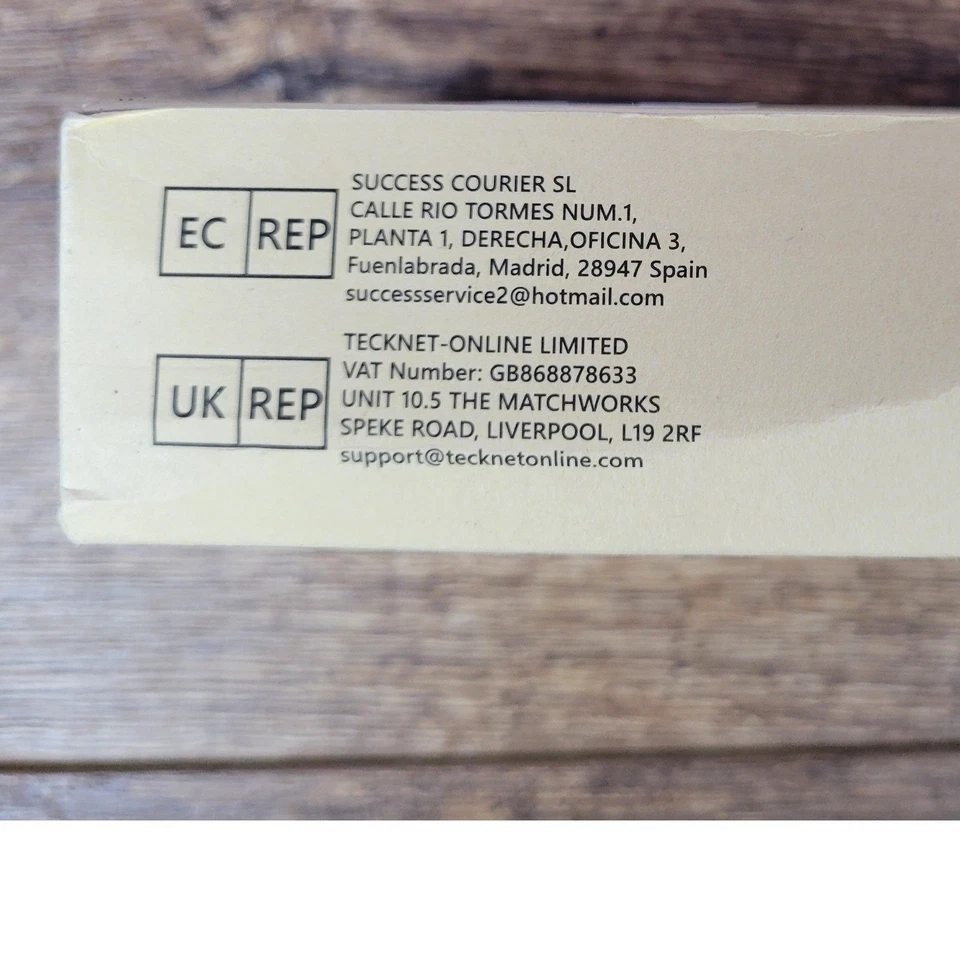 EC REP
SUCCESS COURIER SL
CALLE RIO TORMES NUM.1,
PLANTA 1, DERECHA,OFICINA 3,
Fuenlabrada, Madrid, 28947 Spain
successservice2@hotmail.com
UK REP
TECKNET-ONLINE LIMITED
VAT Number: GB868878633
UNIT 10.5 THE MATCHWORKS
SPEKE ROAD, LIVERPOOL, L19 2RF
support@tecknetonline.com